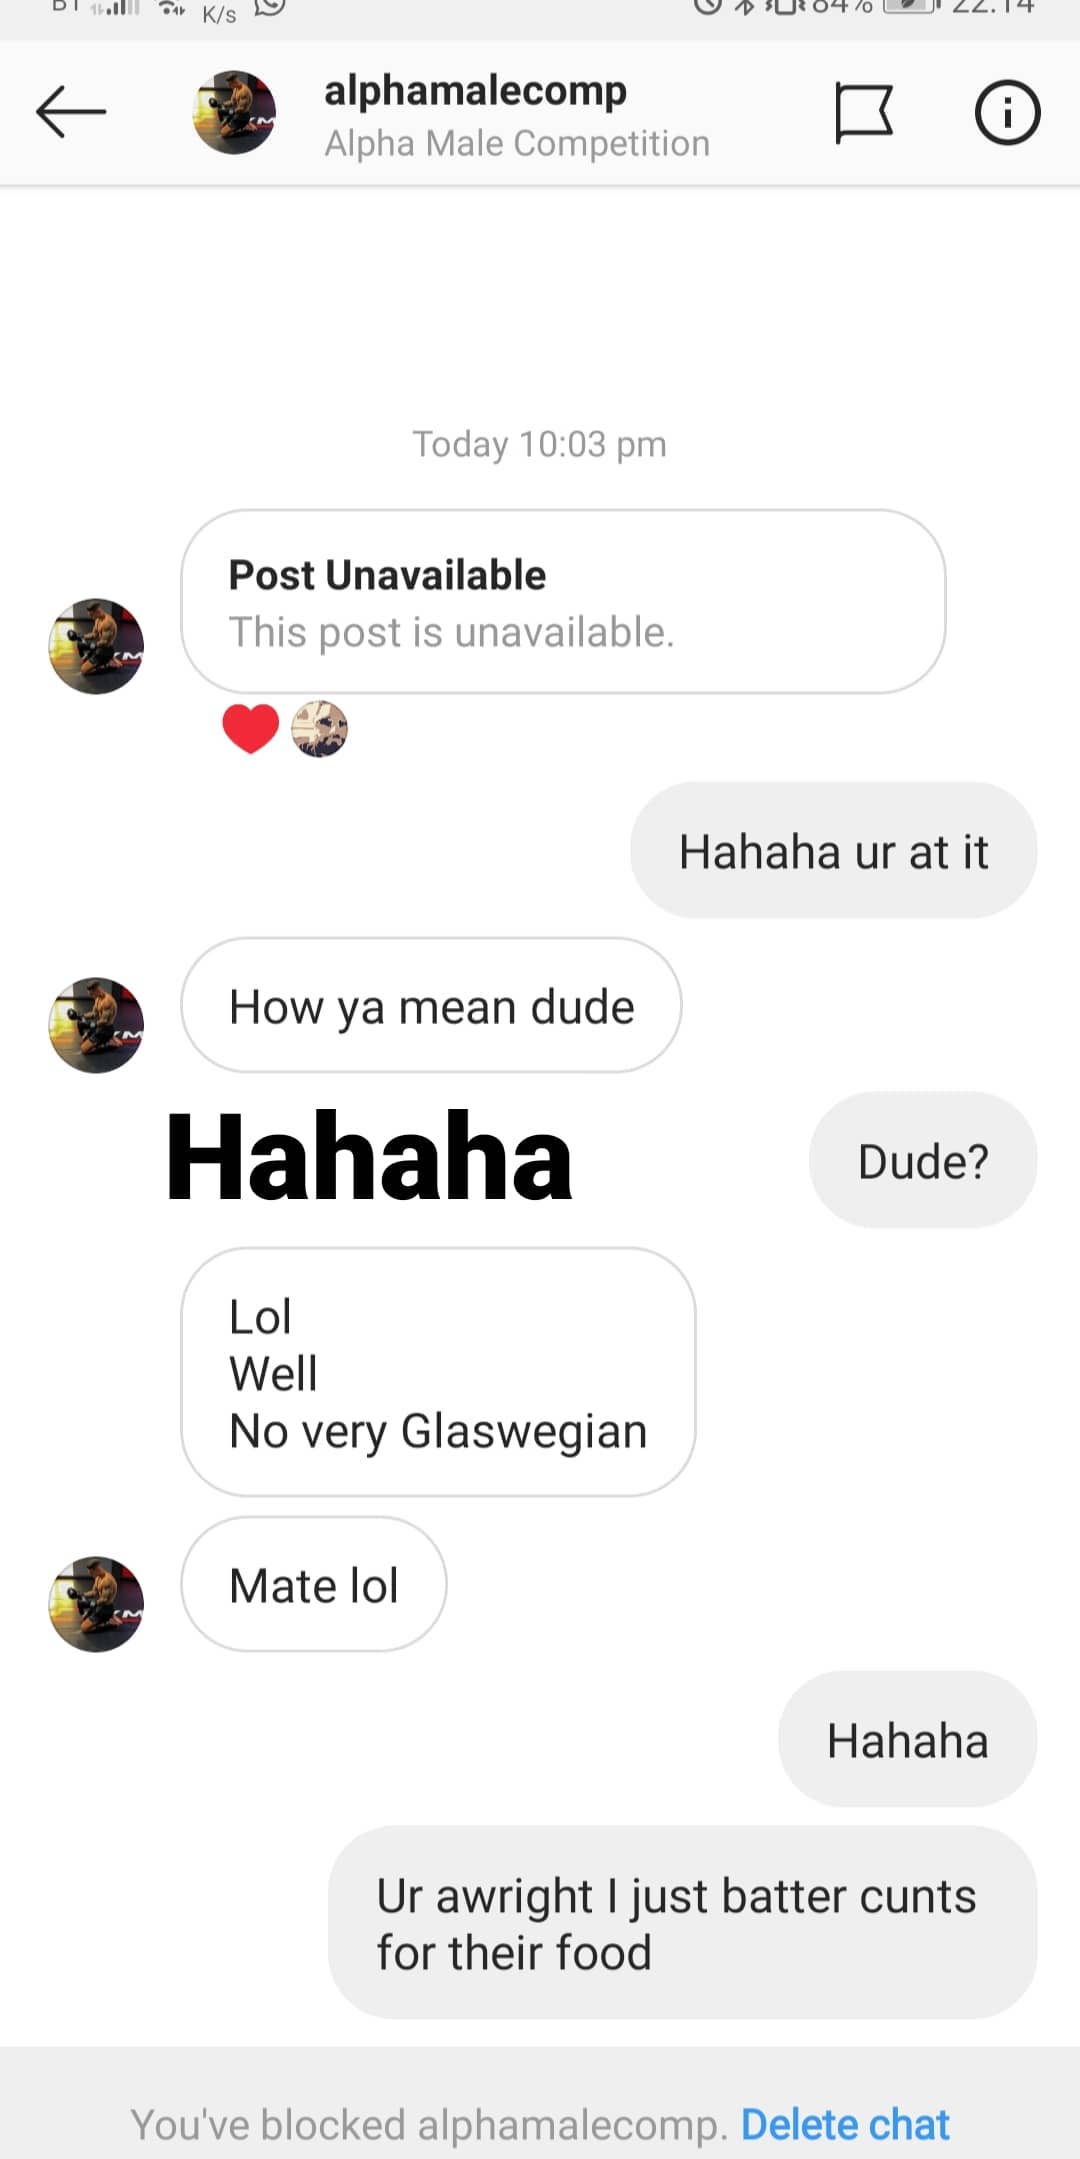 K/s
84%
22:14
alphamalecomp
Alpha Male Competition
Today 10:03 pm
Post Unavailable
This post is unavailable.
Hahaha ur at it
How ya mean dude
Hahaha
Dude?
Lol
Well
No very Glaswegian
Mate lol
Hahaha
Ur awright I just batter cunts
for their food
You've blocked alphamalecomp. Delete chat